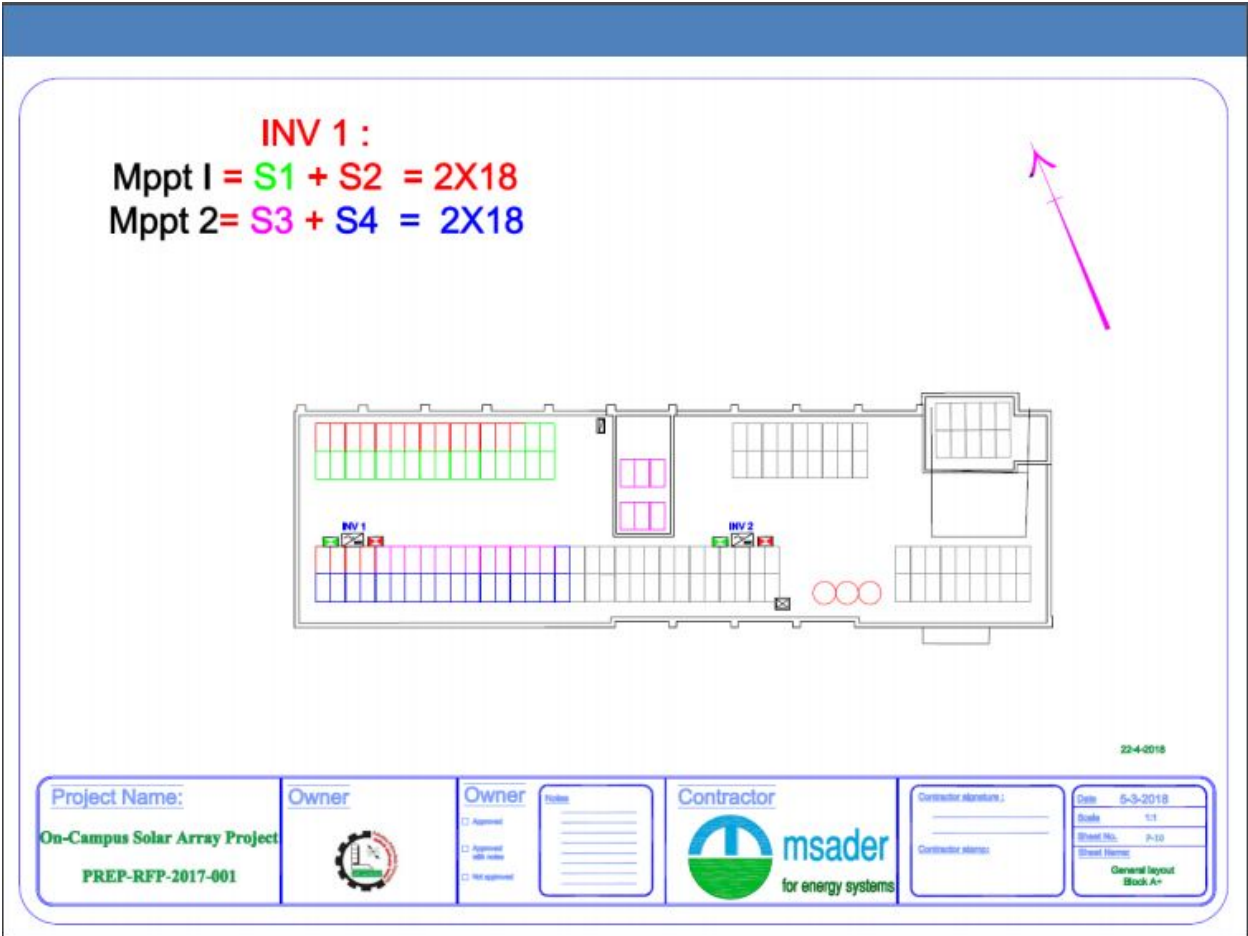 INV 1 :
Mppt I = S1 + S2 = 2X18
Mppt 2= S3 + S4 = 2X18
INV 1
INV 2
22-4-2018
Project Name:
On-Campus Solar Array Project
PREP-RFP-2017-001
Owner
Owner
Approved
Approved
with notes
Not approved
Notes
Contractor
msader
for energy systems
Contractor signature :
Contractor stamp:
Date 5-3-2018
Scale 1:1
Sheet No. P-10
Sheet Name:
General layout
Block A+